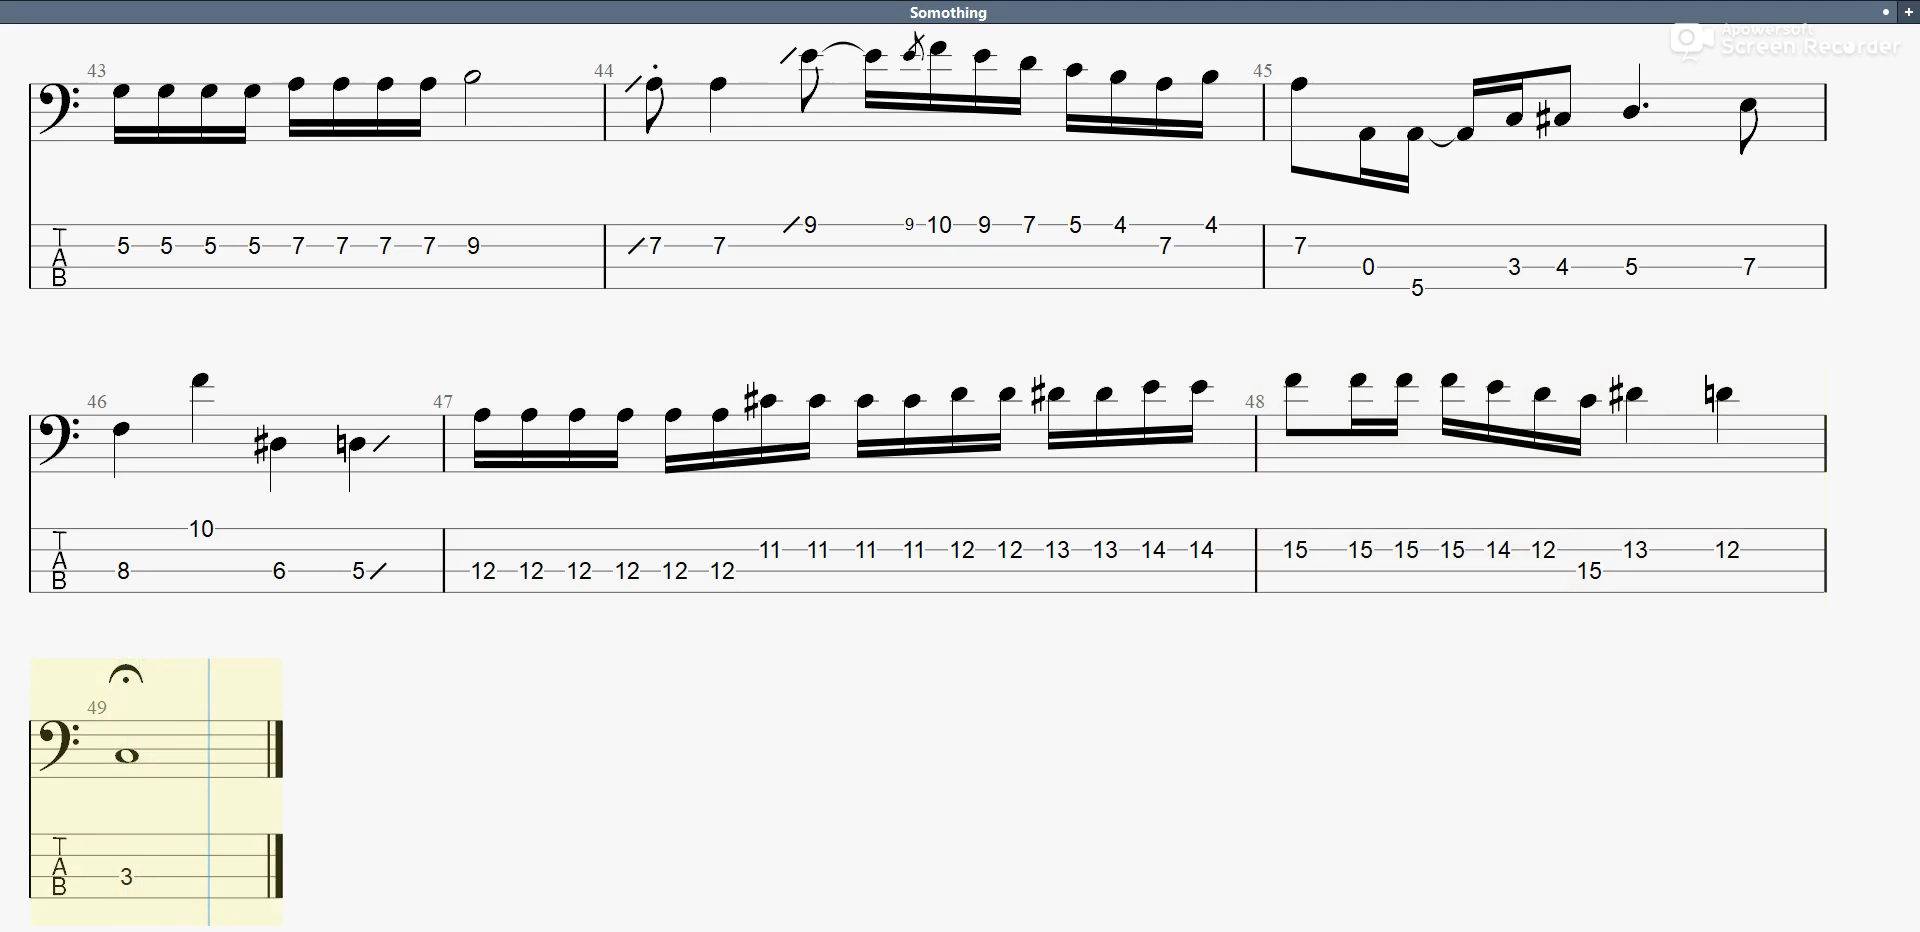 Somothing
Apowersoft
Screen Recorder
43 44 45
9 9 10 9 7 5 4 4
T 5 5 5 5 7 7 7 7 9 7 7 7 7
A 0 3 4 5 7
B 5
46 47 48
T 10
11 11 11 11 12 12 13 13 14 14 15 15 15 15 14 12 13 12
A 8 6 5 12 12 12 12 12 12 15
B
49
T
A 3
B